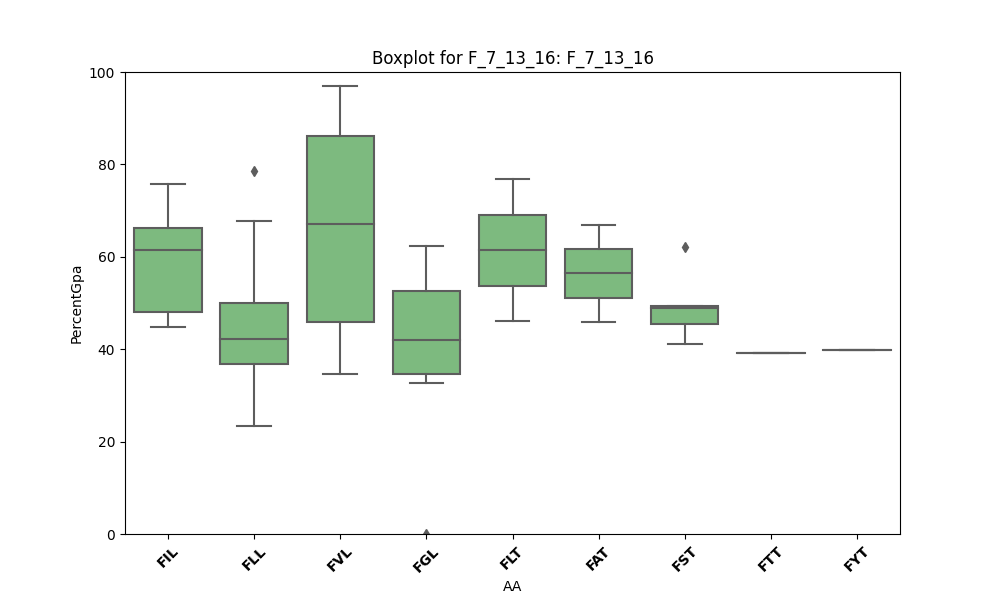 Boxplot for F_7_13_16: F_7_13_16
100
80
60
40
20
0
PercentGpa
FIL
FLL
FVL
FGL
FLT
FAT
FST
FTT
FYT
AA